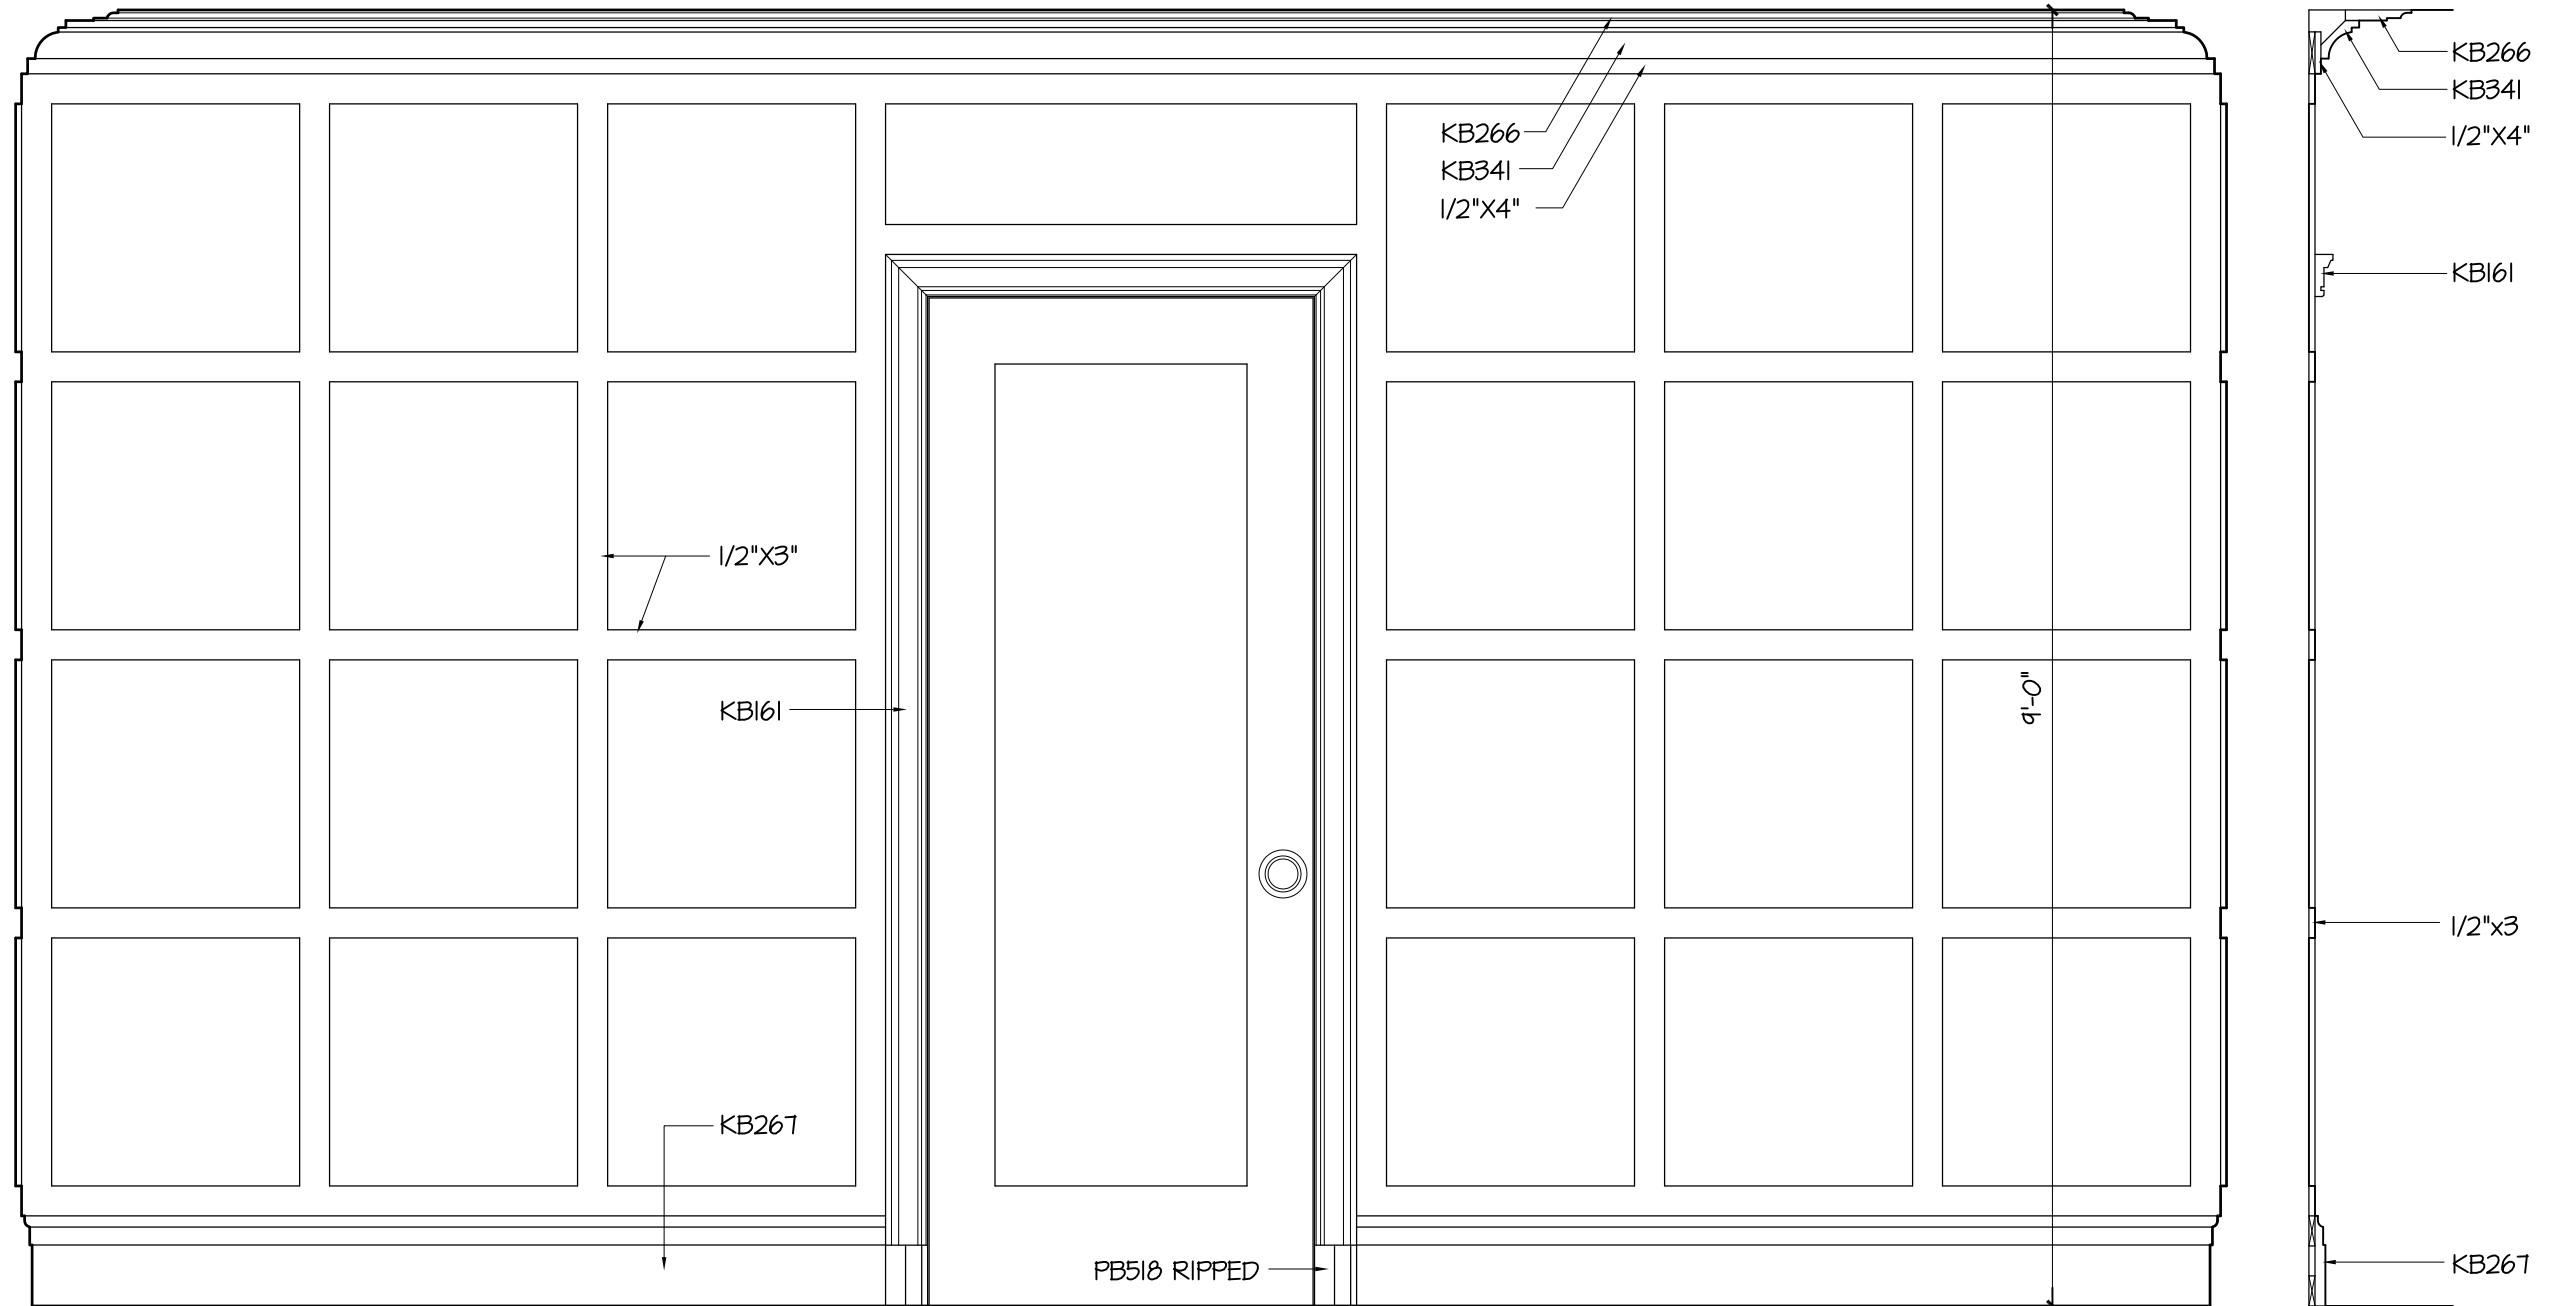 KB266
KB341
1/2"X4"
KB266
KB341
1/2"X4"
KB161
1/2"X3"
KB161
9'-0"
1/2"x3
KB267
PB518 RIPPED
KB267